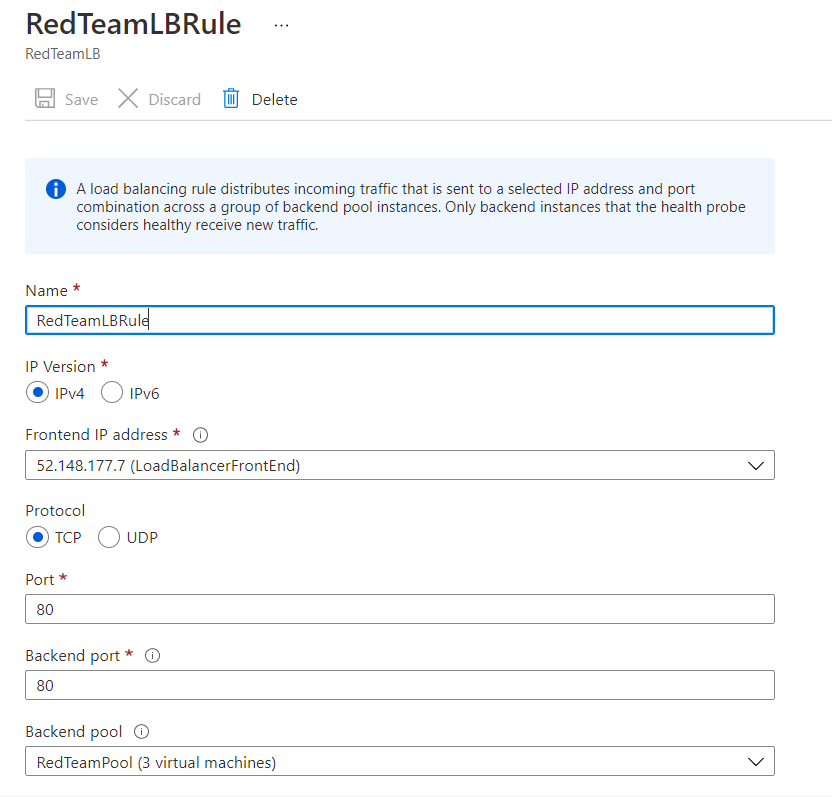 RedTeamLBRule ...
RedTeamLB
Save Discard Delete
A load balancing rule distributes incoming traffic that is sent to a selected IP address and port
combination across a group of backend pool instances. Only backend instances that the health probe
considers healthy receive new traffic.
Name *
RedTeamLBRule
IP Version *
IPv4 IPv6
Frontend IP address *
52.148.177.7 (LoadBalancerFrontEnd)
Protocol
TCP UDP
Port *
80
Backend port *
80
Backend pool
RedTeamPool (3 virtual machines)